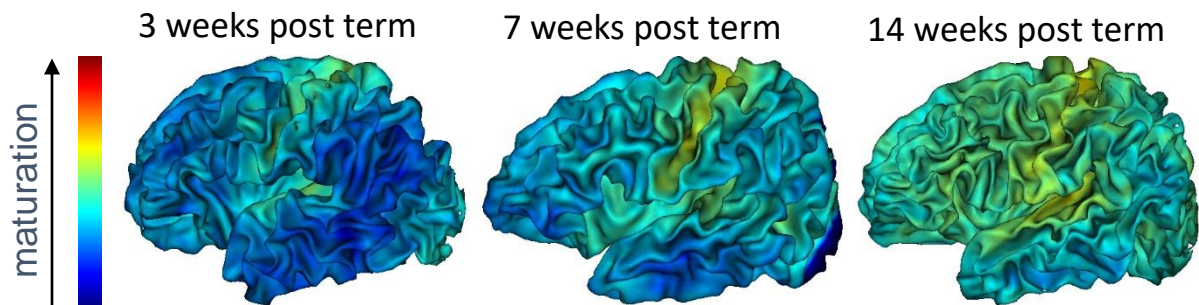 3 weeks post term
7 weeks post term
14 weeks post term
maturation